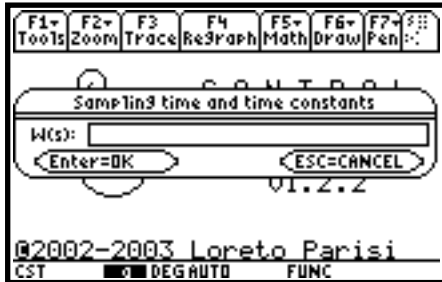 F1▾ F2▾ F3 F4 F5▾ F6▾ F7▾
Tools Zoom Trace ReGraph Math Draw Pen
Sampling time and time constants
W(s):
Enter=OK ESC=CANCEL
V1.2.2
@2002-2003 Loreto Parisi
CST DEG AUTO FUNC